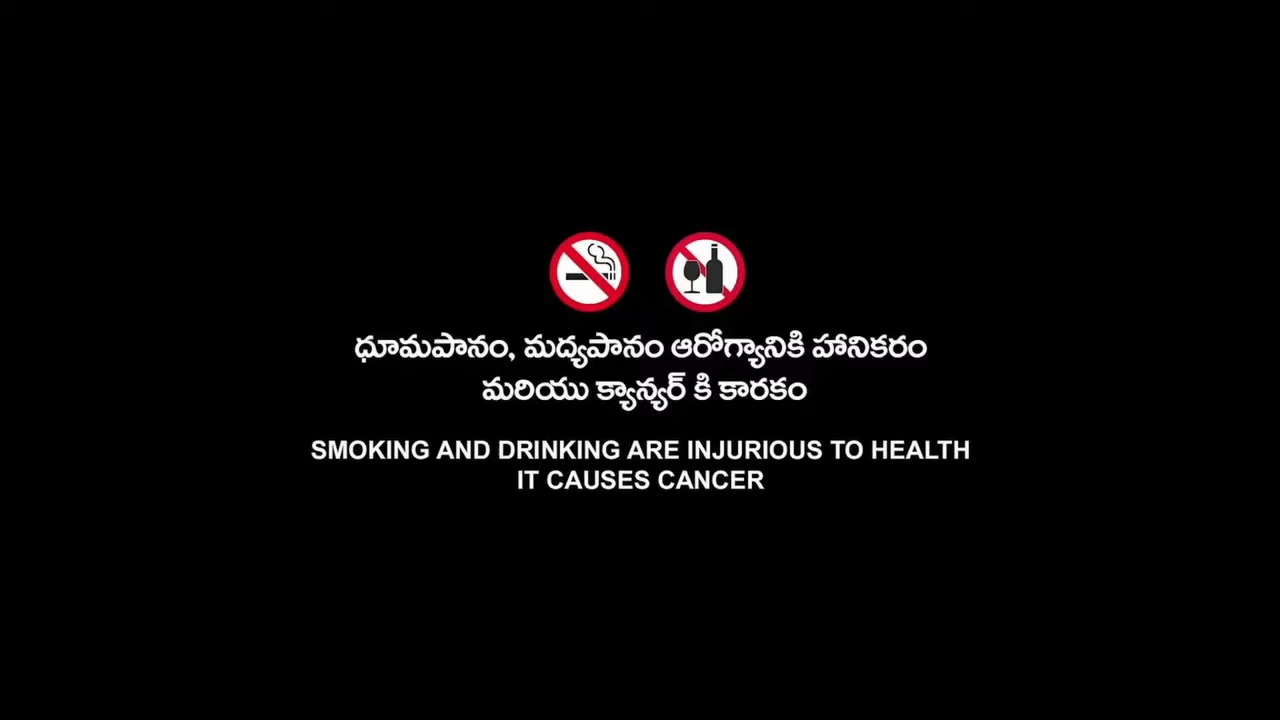 ధూమపానం, మద్యపానం ఆరోగ్యానికి హానికరం
మరియు క్యాన్సర్ కి కారకం
SMOKING AND DRINKING ARE INJURIOUS TO HEALTH
IT CAUSES CANCER